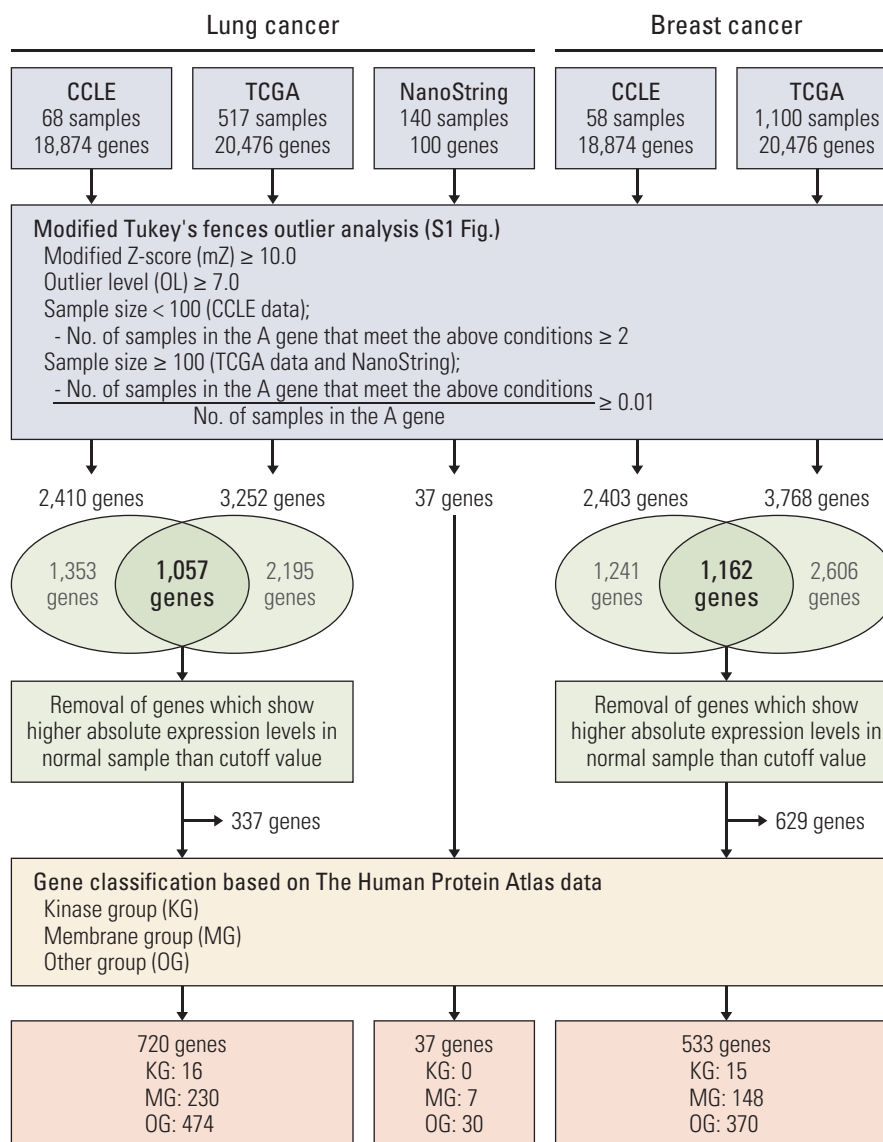 Lung cancer
Breast cancer
CCLE
68 samples
18,874 genes
TCGA
517 samples
20,476 genes
NanoString
140 samples
100 genes
CCLE
58 samples
18,874 genes
TCGA
1,100 samples
20,476 genes
Modified Tukey's fences outlier analysis (S1 Fig.)
Modified Z-score (mZ) ≥ 10.0
Outlier level (OL) ≥ 7.0
Sample size < 100 (CCLE data);
- No. of samples in the A gene that meet the above conditions ≥ 2
Sample size ≥ 100 (TCGA data and NanoString);
- No. of samples in the A gene that meet the above conditions
No. of samples in the A gene
≥ 0.01
2,410 genes
3,252 genes
37 genes
2,403 genes
3,768 genes
1,353
genes
1,057
genes
2,195
genes
1,241
genes
1,162
genes
2,606
genes
Removal of genes which show
higher absolute expression levels in
normal sample than cutoff value
Removal of genes which show
higher absolute expression levels in
normal sample than cutoff value
337 genes
629 genes
Gene classification based on The Human Protein Atlas data
Kinase group (KG)
Membrane group (MG)
Other group (OG)
720 genes
KG: 16
MG: 230
OG: 474
37 genes
KG: 0
MG: 7
OG: 30
533 genes
KG: 15
MG: 148
OG: 370